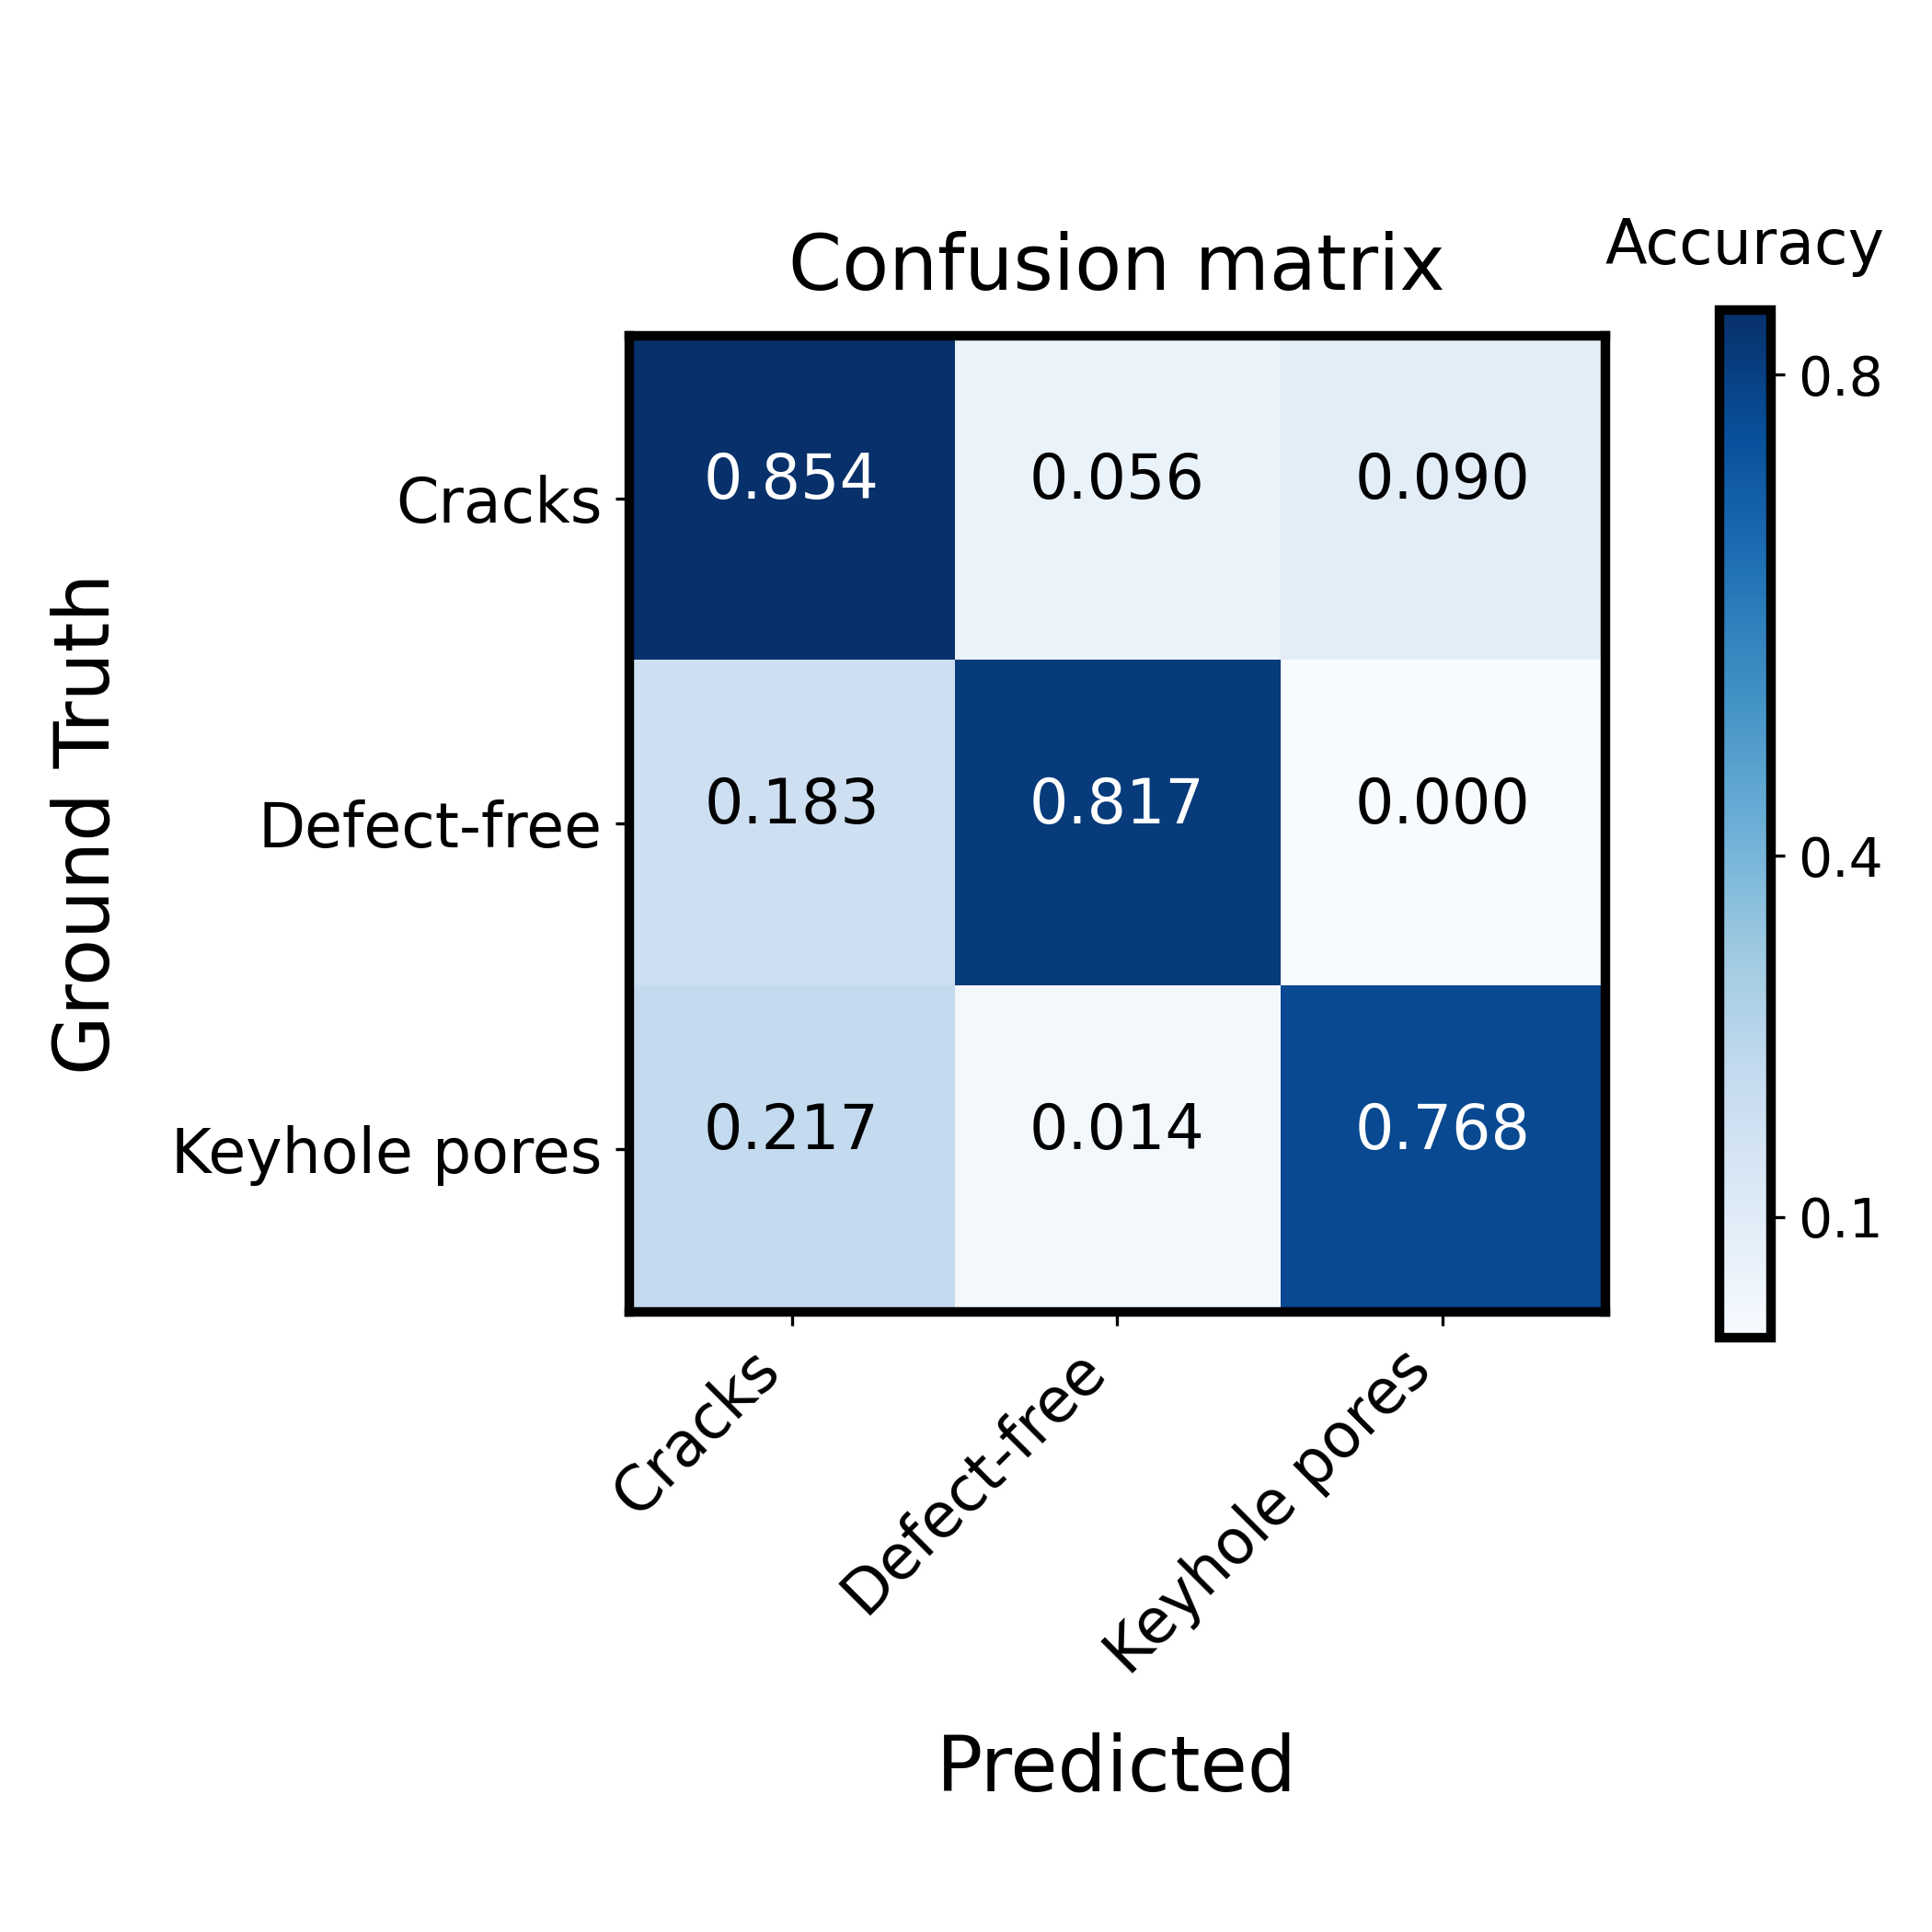 Confusion matrix
Accuracy
Ground Truth
Cracks
0.854 0.056 0.090
Defect-free
0.183 0.817 0.000
Keyhole pores
0.217 0.014 0.768
0.8
0.4
0.1
Cracks
Defect-free
Keyhole pores
Predicted